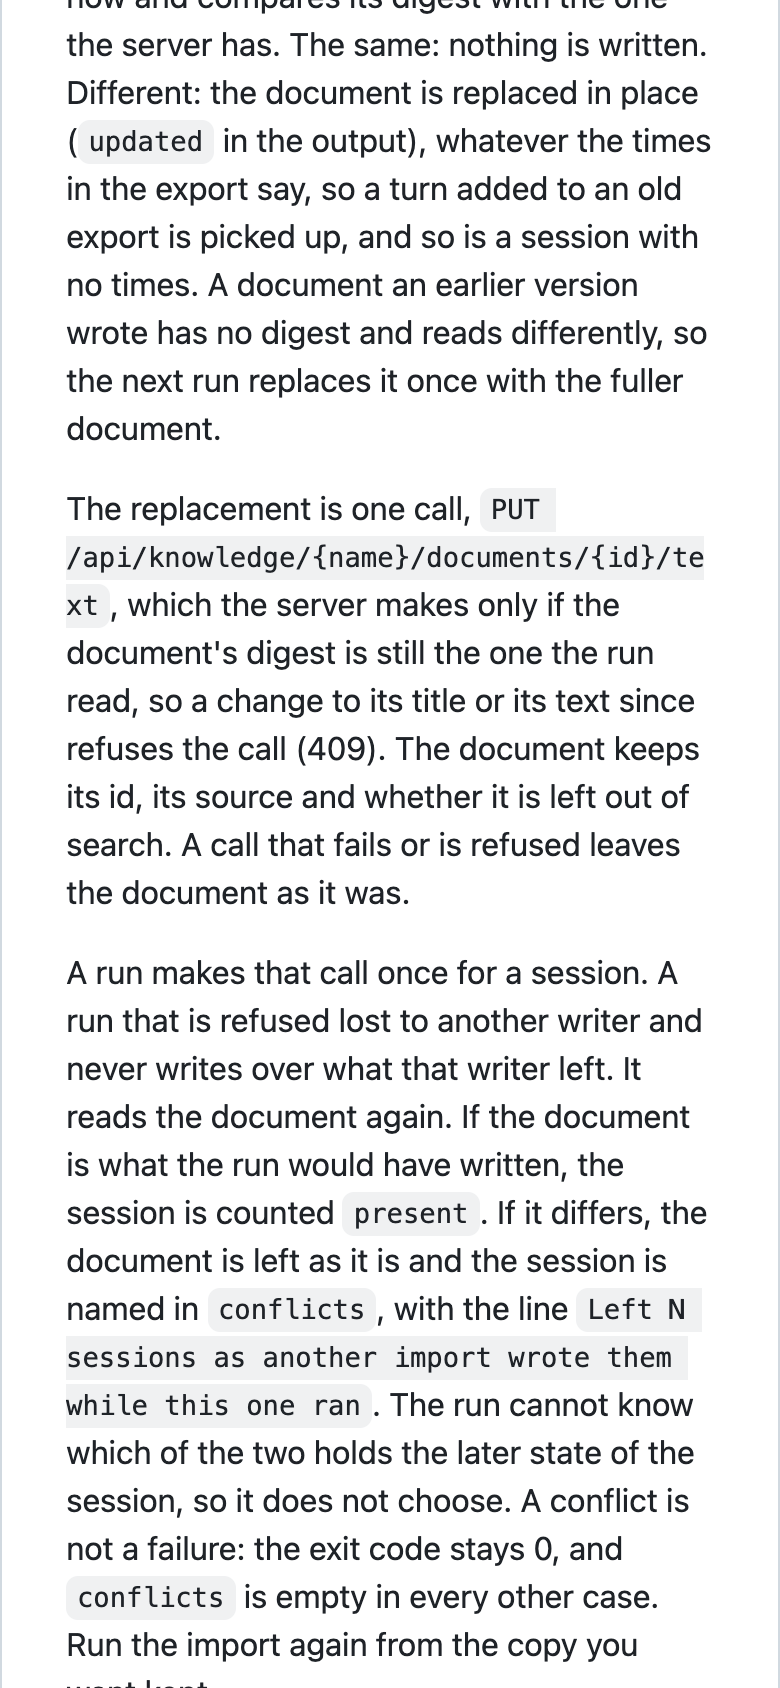 now and compares its digest with the one
the server has. The same: nothing is written.
Different: the document is replaced in place
( updated in the output), whatever the times
in the export say, so a turn added to an old
export is picked up, and so is a session with
no times. A document an earlier version
wrote has no digest and reads differently, so
the next run replaces it once with the fuller
document.
The replacement is one call, PUT
/api/knowledge/{name}/documents/{id}/te
xt , which the server makes only if the
document's digest is still the one the run
read, so a change to its title or its text since
refuses the call (409). The document keeps
its id, its source and whether it is left out of
search. A call that fails or is refused leaves
the document as it was.
A run makes that call once for a session. A
run that is refused lost to another writer and
never writes over what that writer left. It
reads the document again. If the document
is what the run would have written, the
session is counted present . If it differs, the
document is left as it is and the session is
named in conflicts , with the line Left N
sessions as another import wrote them
while this one ran . The run cannot know
which of the two holds the later state of the
session, so it does not choose. A conflict is
not a failure: the exit code stays 0, and
conflicts is empty in every other case.
Run the import again from the copy you